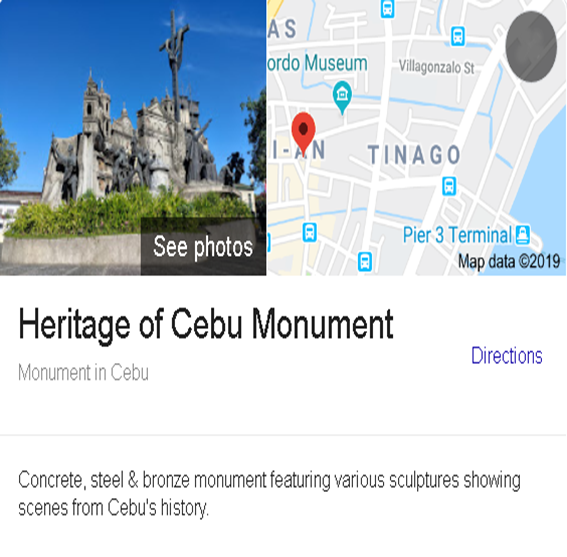 AS
ordo Museum
Villagonzalo St
I-AN
TINAGO
Pier 3 Terminal
See photos
Map data ©2019
Heritage of Cebu Monument
Directions
Monument in Cebu
Concrete, steel & bronze monument featuring various sculptures showing
scenes from Cebu's history.